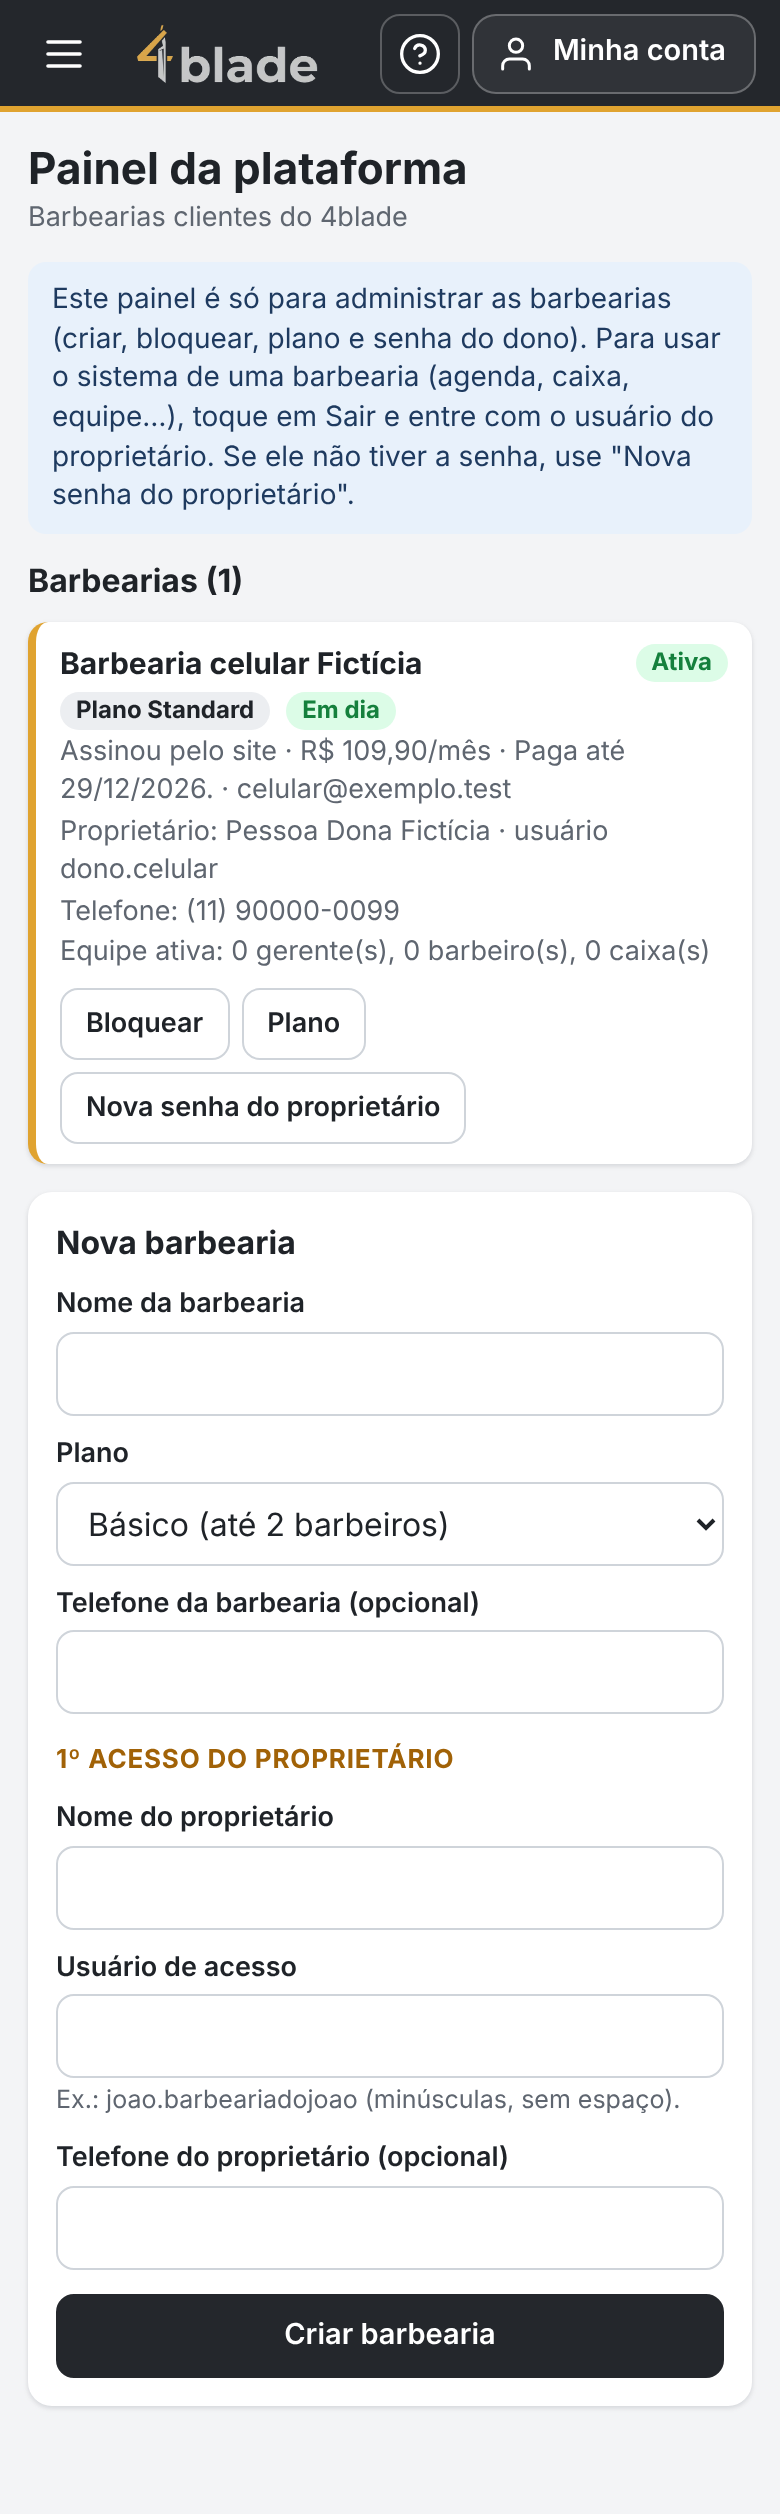 4blade
Minha conta
Painel da plataforma
Barbearias clientes do 4blade
Este painel é só para administrar as barbearias
(criar, bloquear, plano e senha do dono). Para usar
o sistema de uma barbearia (agenda, caixa,
equipe...), toque em Sair e entre com o usuário do
proprietário. Se ele não tiver a senha, use "Nova
senha do proprietário".
Barbearias (1)
Barbearia celular Fictícia
Ativa
Plano Standard
Em dia
Assinou pelo site · R$ 109,90/mês · Paga até
29/12/2026. · celular@exemplo.test
Proprietário: Pessoa Dona Fictícia · usuário
dono.celular
Telefone: (11) 90000-0099
Equipe ativa: 0 gerente(s), 0 barbeiro(s), 0 caixa(s)
Bloquear
Plano
Nova senha do proprietário
Nova barbearia
Nome da barbearia
Plano
Básico (até 2 barbeiros)
Telefone da barbearia (opcional)
1º ACESSO DO PROPRIETÁRIO
Nome do proprietário
Usuário de acesso
Ex.: joao.barbeariadojoao (minúsculas, sem espaço).
Telefone do proprietário (opcional)
Criar barbearia